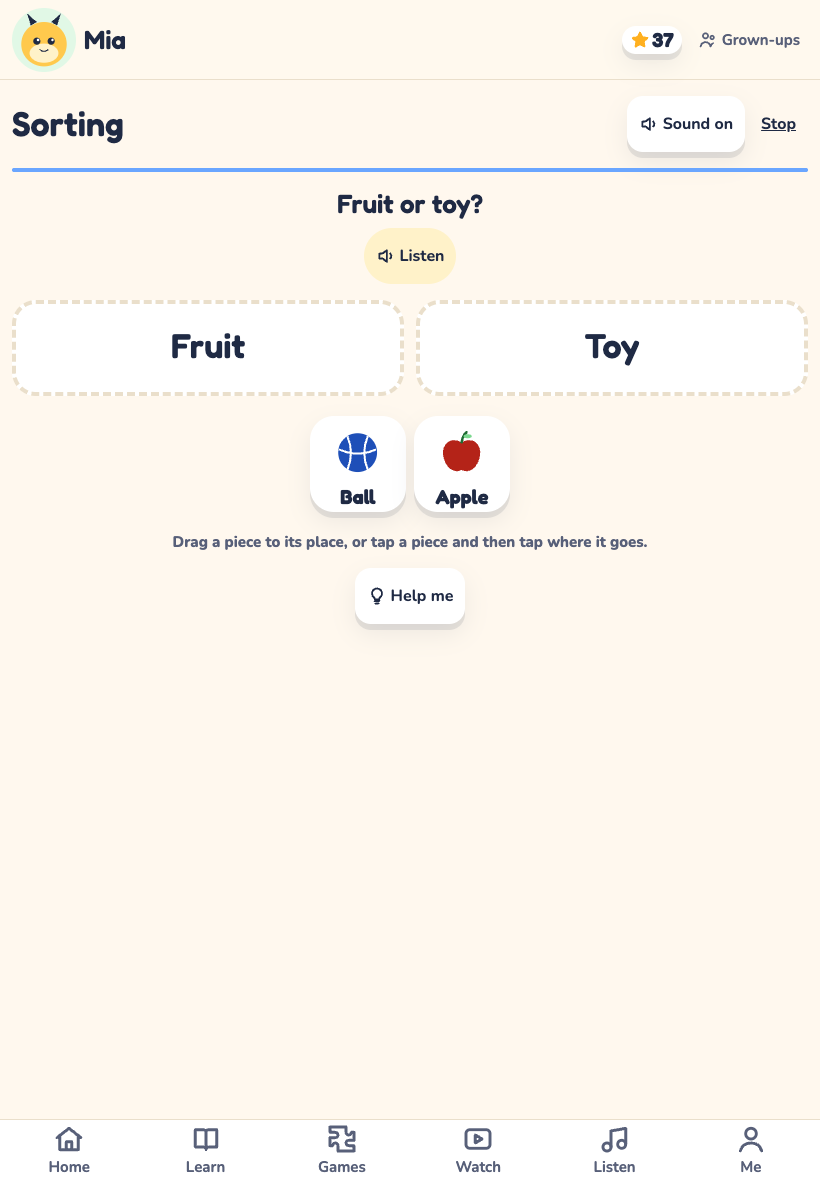 Mia
37
Grown-ups
Sorting
Sound on
Stop
Fruit or toy?
Listen
Fruit
Toy
Ball
Apple
Drag a piece to its place, or tap a piece and then tap where it goes.
Help me
Home
Learn
Games
Watch
Listen
Me